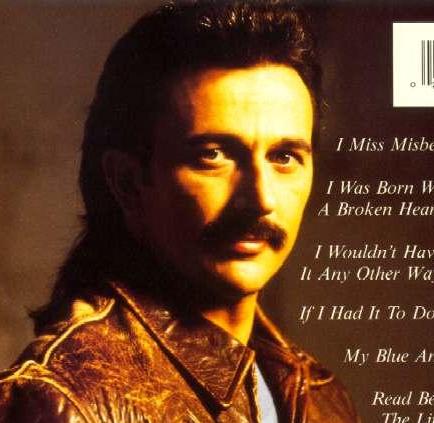 I Miss Misbe
I Was Born W
A Broken Hear
I Wouldn't Hav
It Any Other Way
If I Had It To Do
My Blue An
Read Be
The Li